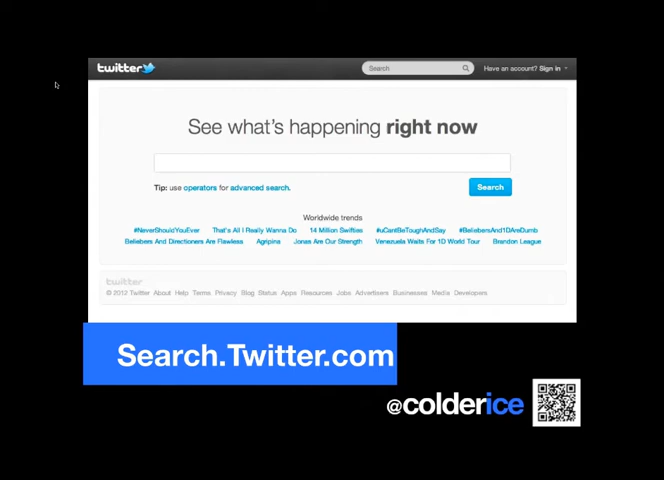 twitter
Search
Have an account? Sign in
See what's happening right now
Tip: use operators for advanced search.
Search
Worldwide trends
#NeverShouldYouEver That's All I Really Wanna Do 14 Million Swifties #uCantBeToughAndSay #BeliebersAnd1DAreDumb
Beliebers And Directioners Are Flawless Agripina Jonas Are Our Strength Venezuela Waits For 1D World Tour Brandon League
twitter
© 2012 Twitter About Help Terms Privacy Blog Status Apps Resources Jobs Advertisers Businesses Media Developers
Search.Twitter.com
@colderice